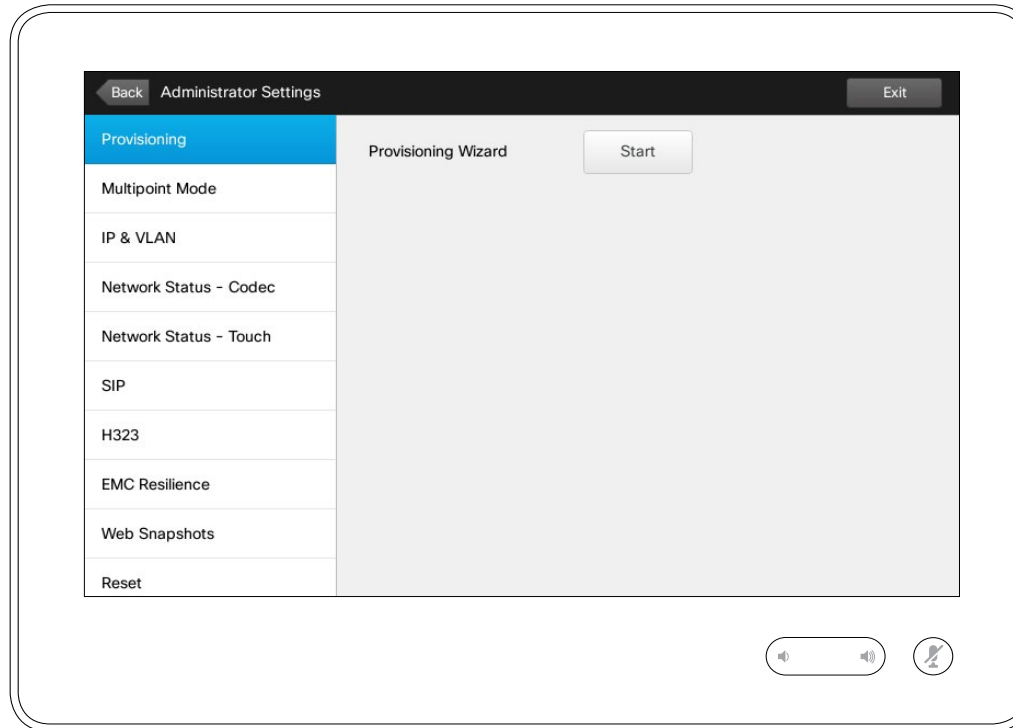 Back
Administrator Settings
Exit
Provisioning
Provisioning Wizard
Start
Multipoint Mode
IP & VLAN
Network Status - Codec
Network Status - Touch
SIP
H323
EMC Resilience
Web Snapshots
Reset